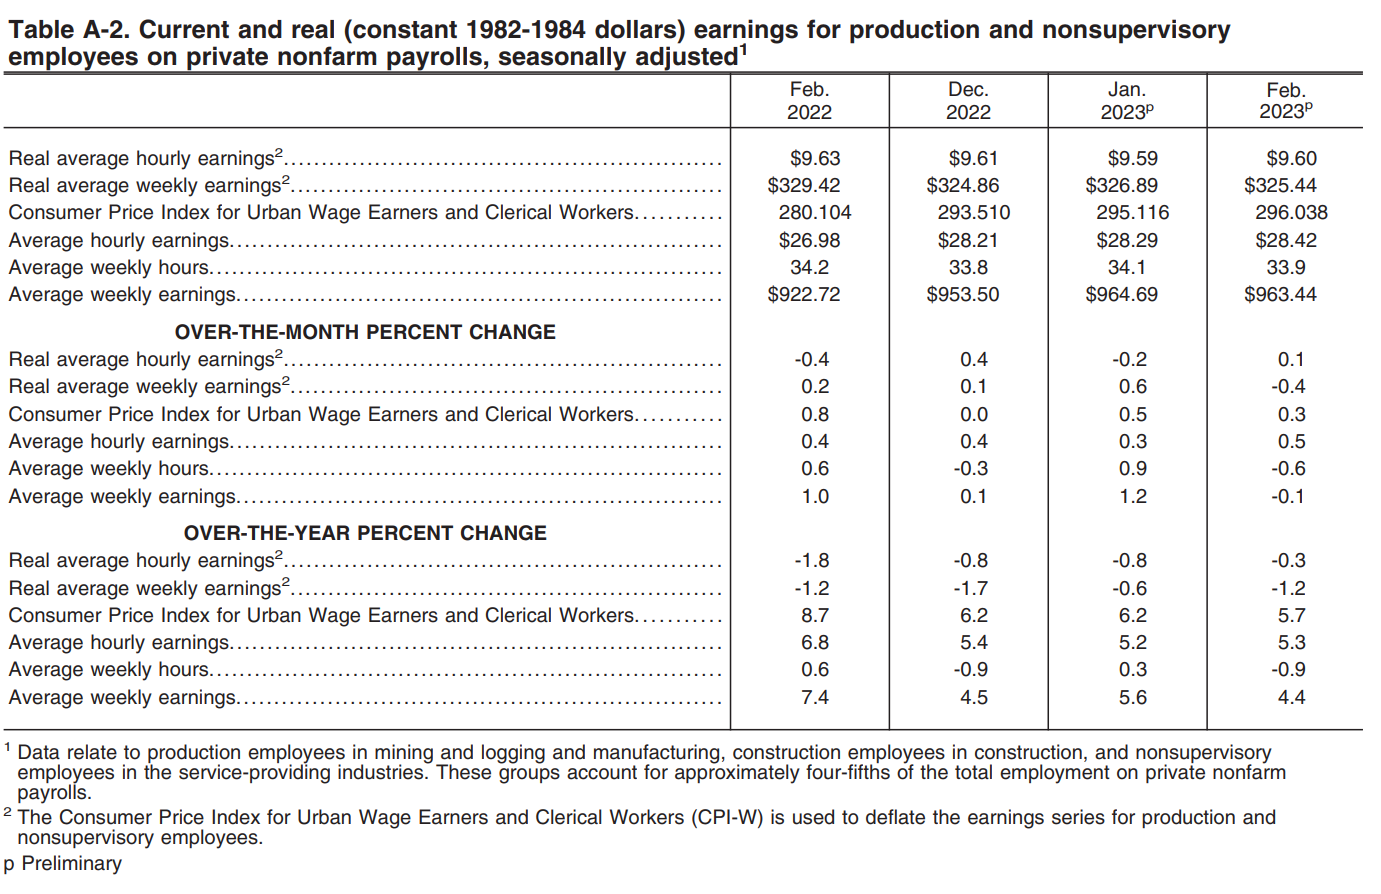 Table A-2. Current and real (constant 1982-1984 dollars) earnings for production and nonsupervisory
employees on private nonfarm payrolls, seasonally adjusted1
Feb. 2022 Dec. 2022 Jan. 2023p Feb. 2023p
Real average hourly earnings2 $9.63 $9.61 $9.59 $9.60
Real average weekly earnings2 $329.42 $324.86 $326.89 $325.44
Consumer Price Index for Urban Wage Earners and Clerical Workers 280.104 293.510 295.116 296.038
Average hourly earnings $26.98 $28.21 $28.29 $28.42
Average weekly hours 34.2 33.8 34.1 33.9
Average weekly earnings $922.72 $953.50 $964.69 $963.44
OVER-THE-MONTH PERCENT CHANGE
Real average hourly earnings2 -0.4 0.4 -0.2 0.1
Real average weekly earnings2 0.2 0.1 0.6 -0.4
Consumer Price Index for Urban Wage Earners and Clerical Workers 0.8 0.0 0.5 0.3
Average hourly earnings 0.4 0.4 0.3 0.5
Average weekly hours 0.6 -0.3 0.9 -0.6
Average weekly earnings 1.0 0.1 1.2 -0.1
OVER-THE-YEAR PERCENT CHANGE
Real average hourly earnings2 -1.8 -0.8 -0.8 -0.3
Real average weekly earnings2 -1.2 -1.7 -0.6 -1.2
Consumer Price Index for Urban Wage Earners and Clerical Workers 8.7 6.2 6.2 5.7
Average hourly earnings 6.8 5.4 5.2 5.3
Average weekly hours 0.6 -0.9 0.3 -0.9
Average weekly earnings 7.4 4.5 5.6 4.4
1 Data relate to production employees in mining and logging and manufacturing, construction employees in construction, and nonsupervisory
employees in the service-providing industries. These groups account for approximately four-fifths of the total employment on private nonfarm
payrolls.
2 The Consumer Price Index for Urban Wage Earners and Clerical Workers (CPI-W) is used to deflate the earnings series for production and
nonsupervisory employees.
p Preliminary